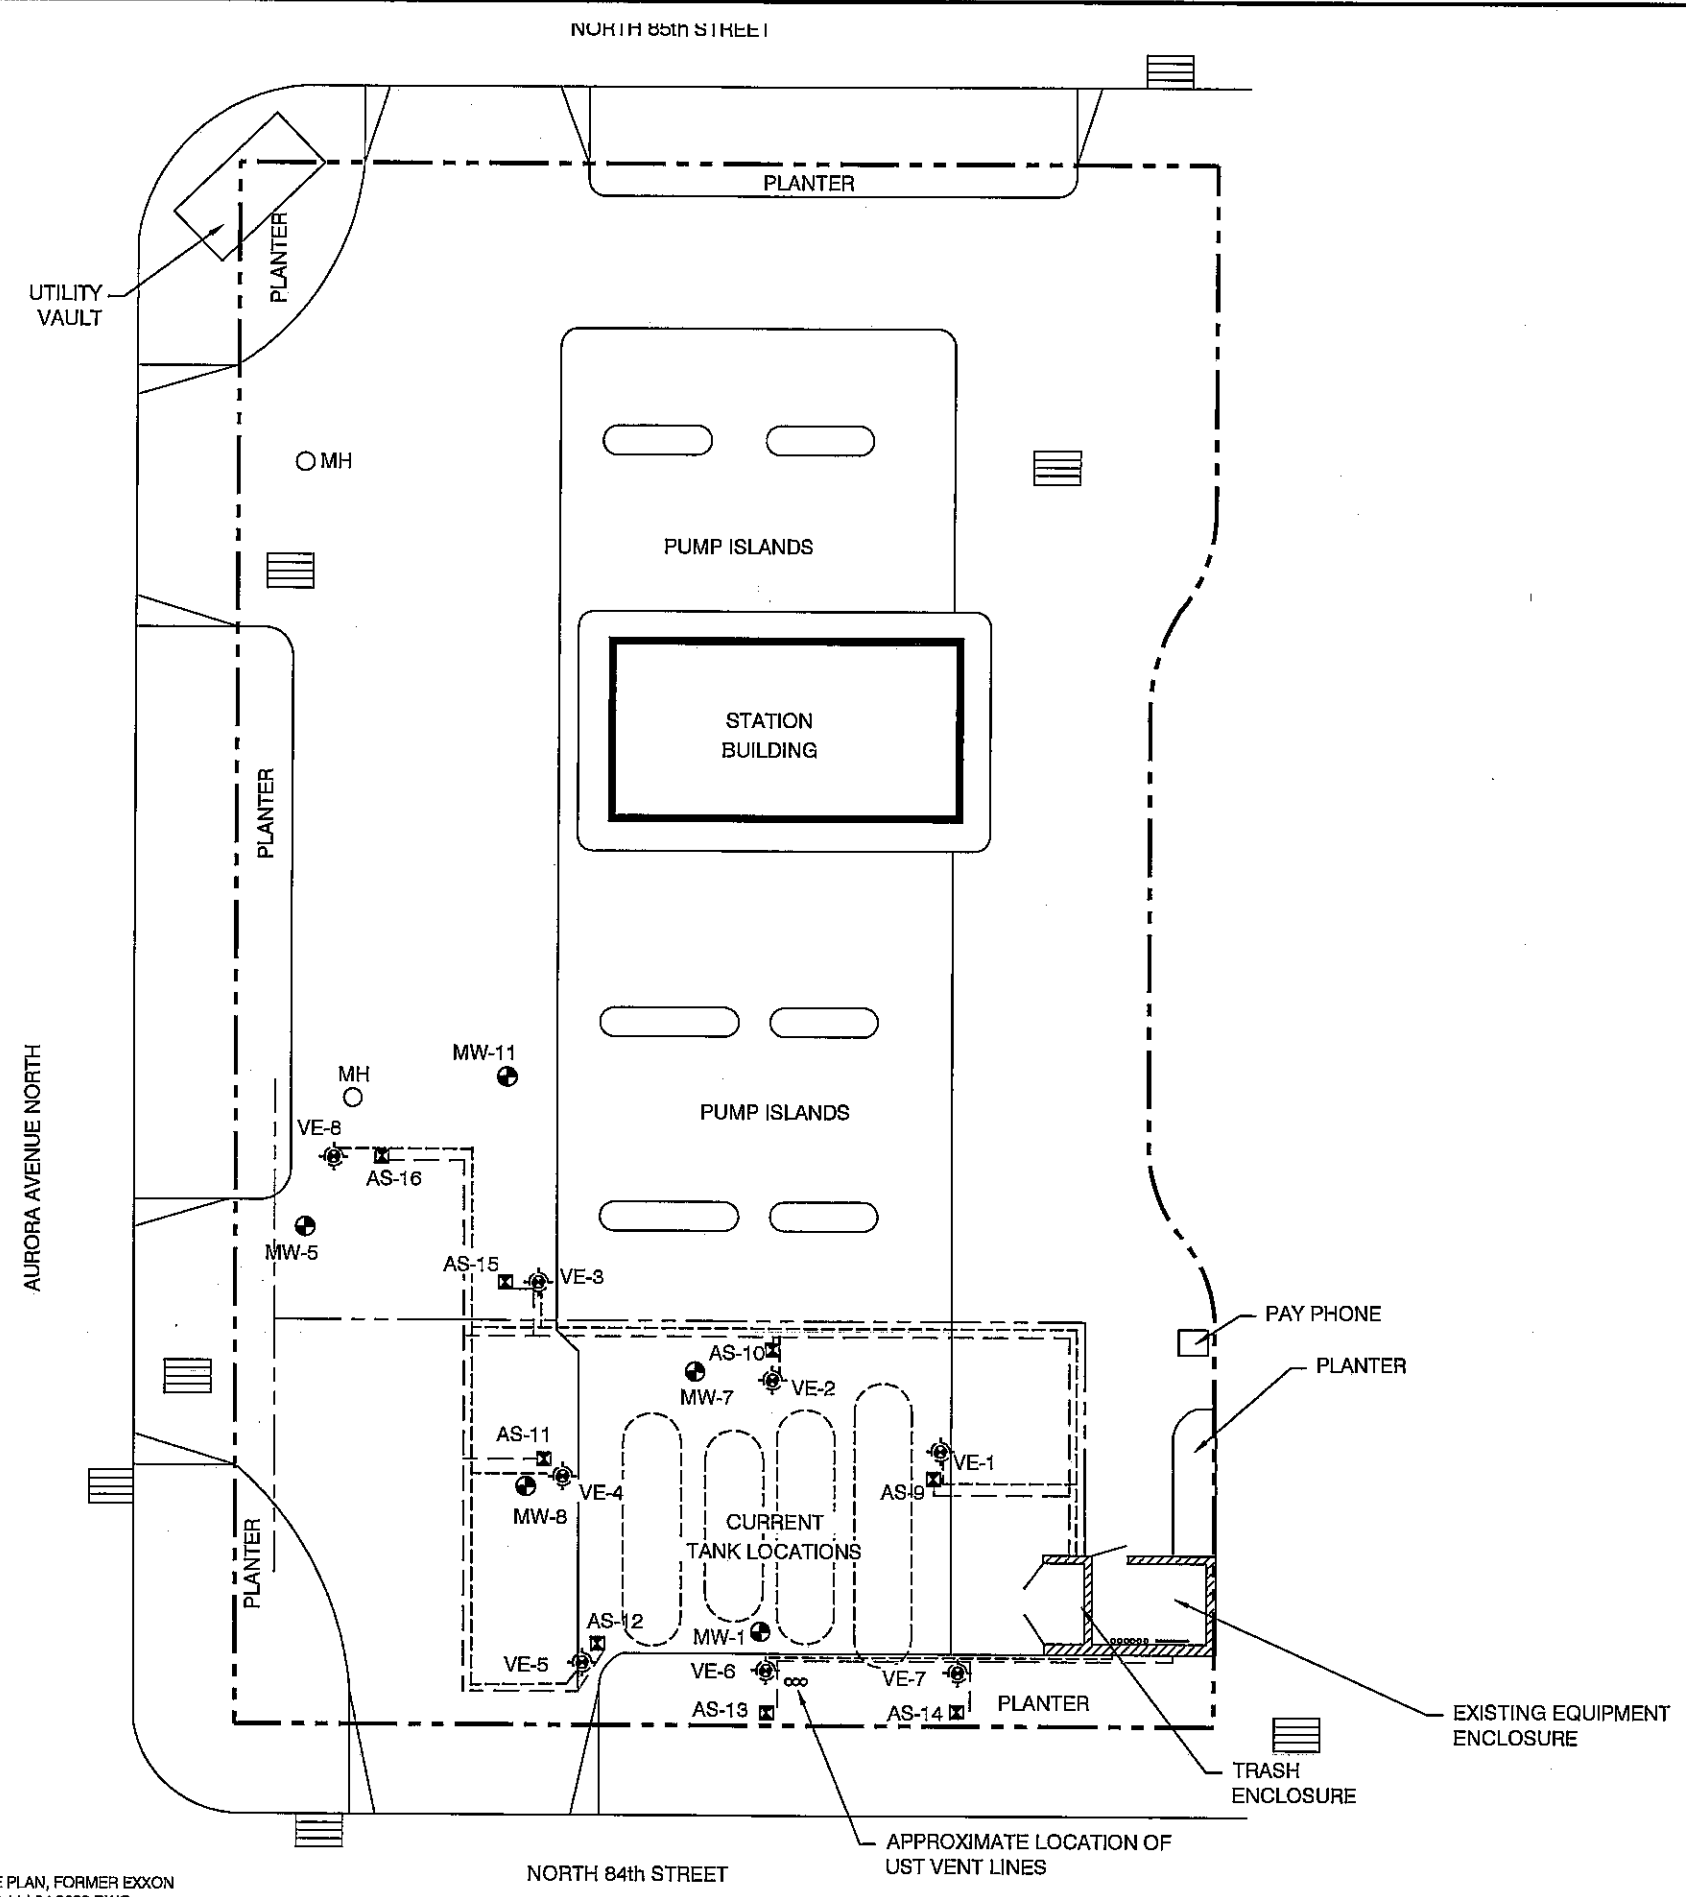 NORTH 85th STREET
PLANTER
PLANTER
UTILITY
VAULT
MH
PUMP ISLANDS
STATION
BUILDING
PLANTER
AURORA AVENUE NORTH
MW-11
MH
PUMP ISLANDS
VE-8
AS-16
MW-5
AS-15
VE-3
PAY PHONE
AS-10
PLANTER
MW-7
VE-2
AS-11
VE-1
VE-4
AS-9
MW-8
CURRENT
TANK LOCATIONS
PLANTER
AS-12
MW-1
VE-5
VE-6
VE-7
PLANTER
AS-13
AS-14
EXISTING EQUIPMENT
ENCLOSURE
TRASH
ENCLOSURE
APPROXIMATE LOCATION OF
UST VENT LINES
NORTH 84th STREET
PLAN, FORMER EXXON